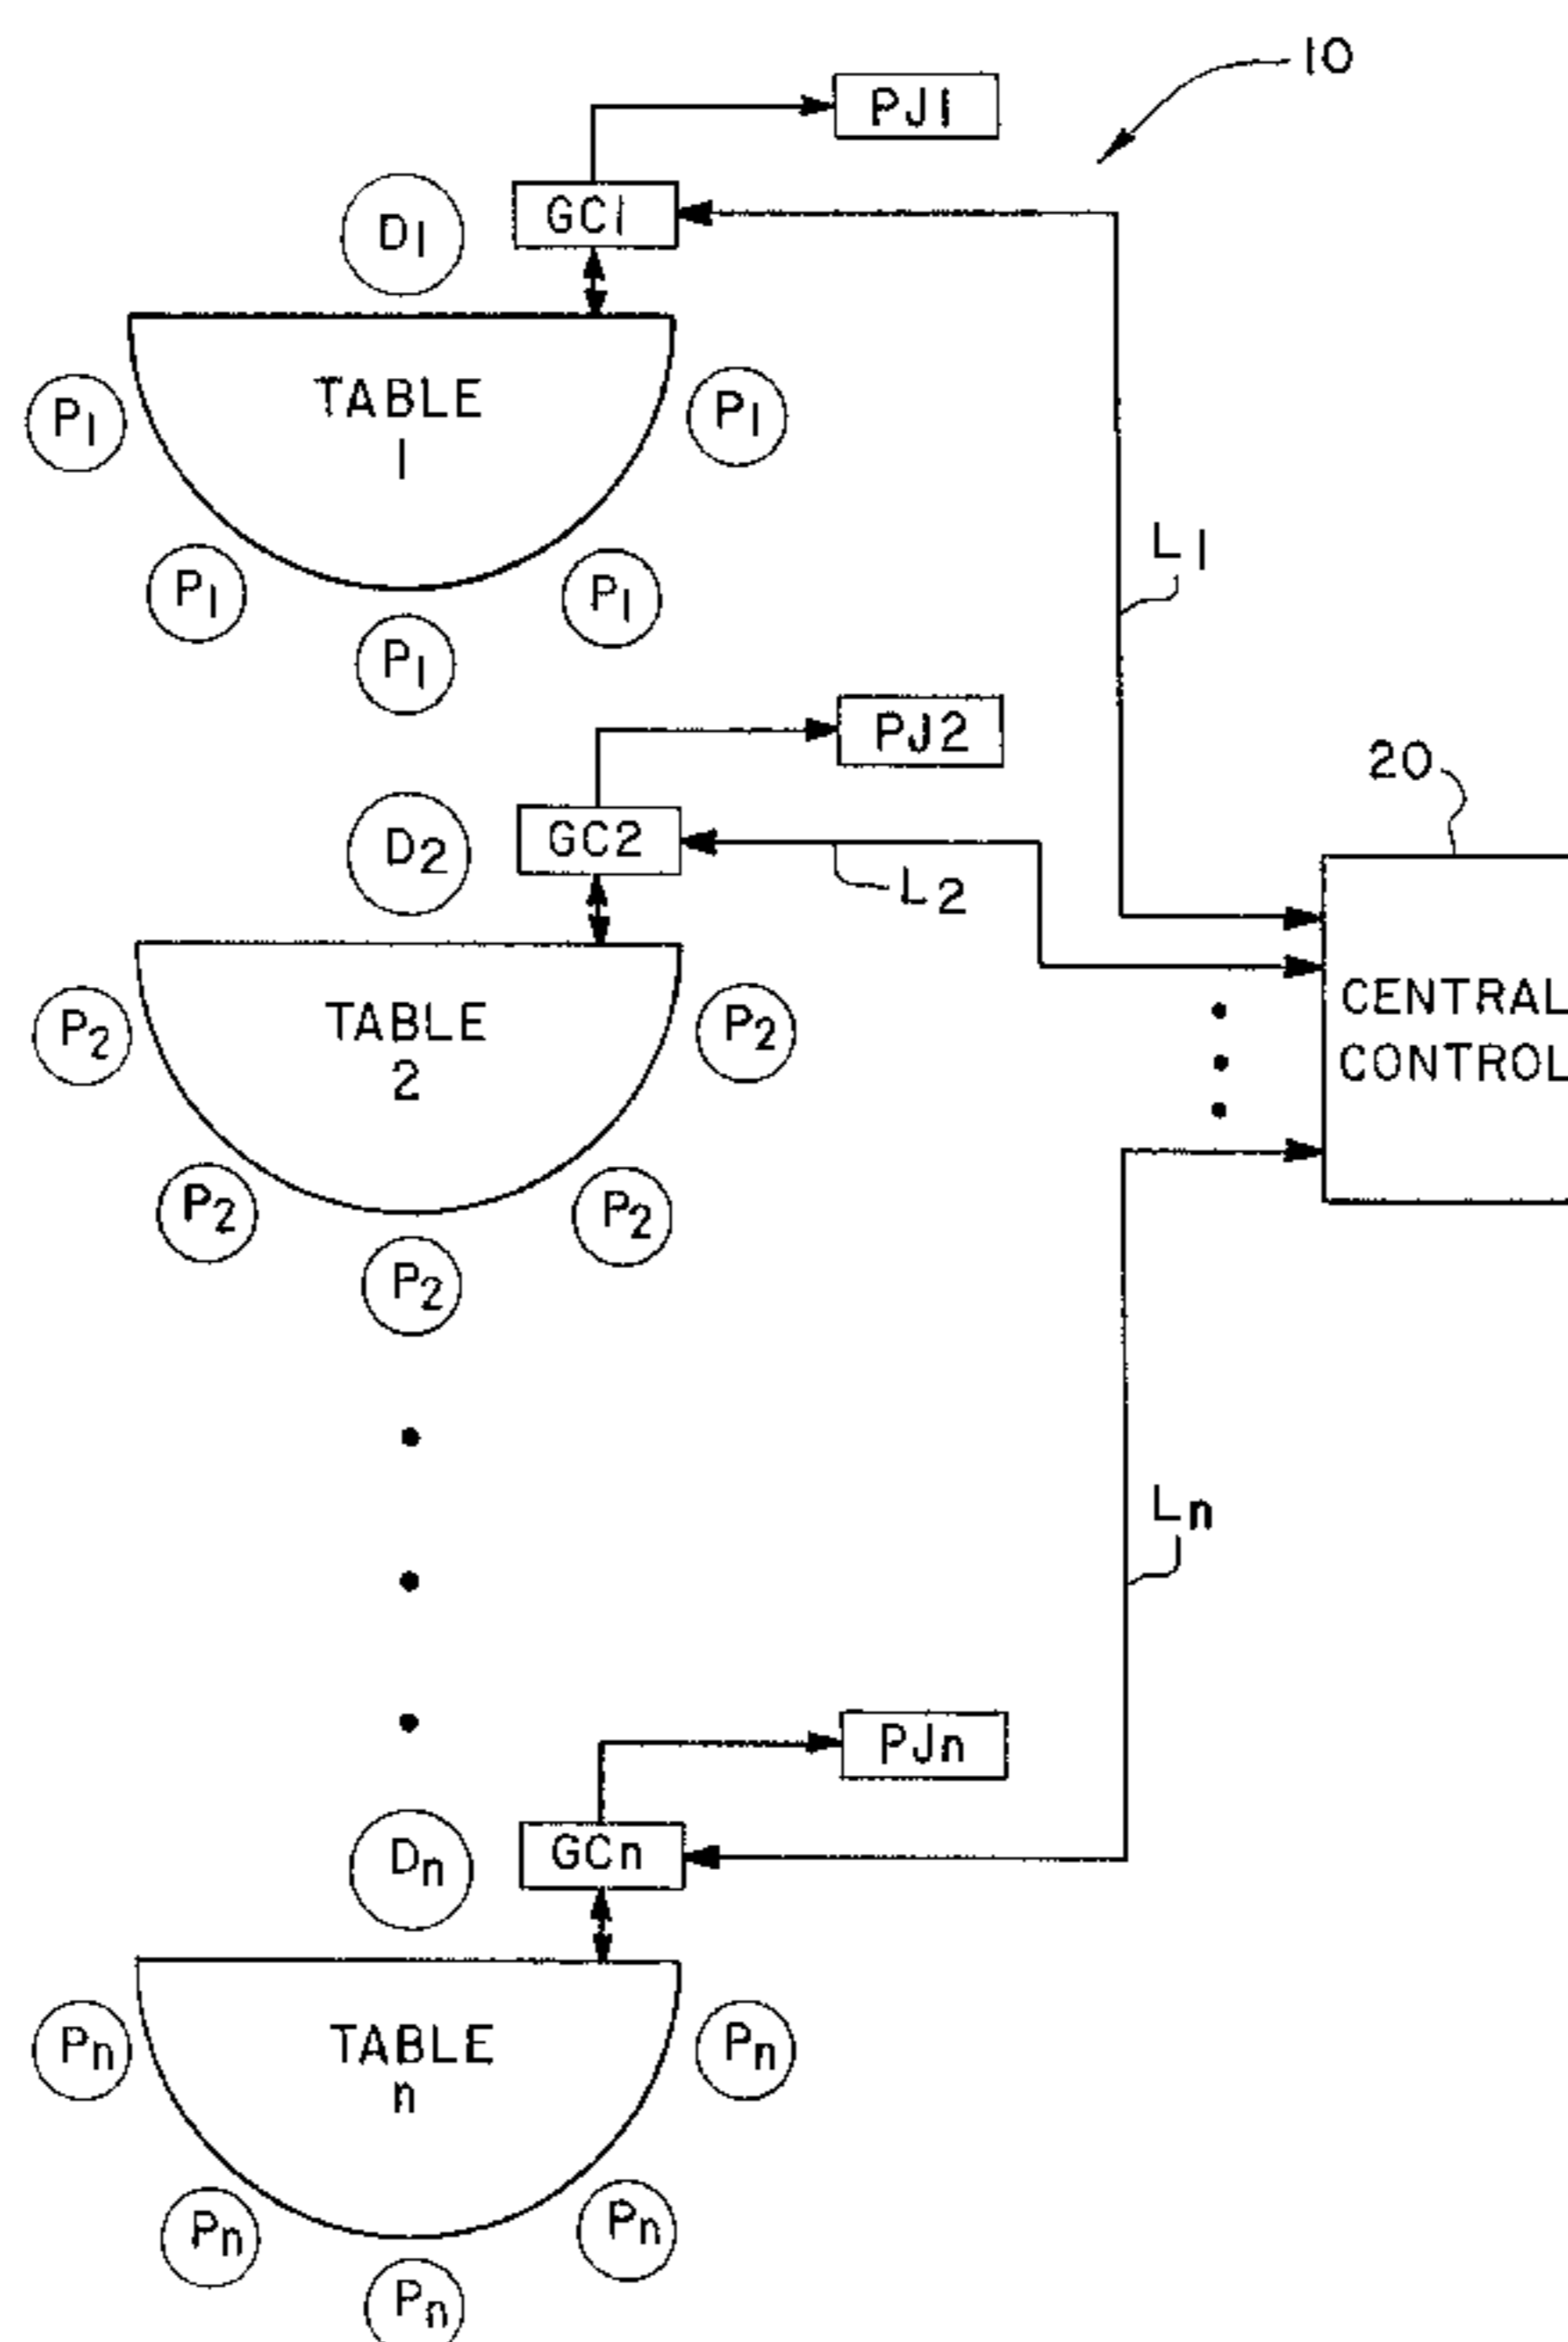 10
PJ1
GC1
D1
TABLE
1
P1
P1
L1
P1
P1
P1
PJ2
20
D2
GC2
L2
CENTRAL
CONTROL
TABLE
2
P2
P2
P2
P2
P2
Ln
PJn
Dn
GCn
TABLE
n
Pn
Pn
Pn
Pn
Pn